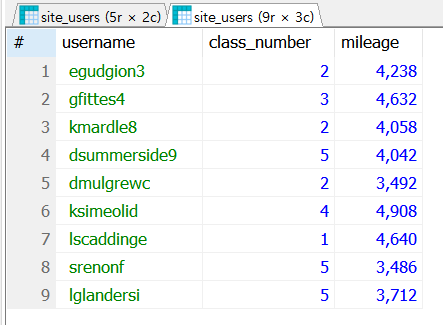 site_users (5r × 2c) site_users (9r × 3c)
# username class_number mileage
1 egudgion3 2 4,238
2 gfittes4 3 4,632
3 kmardle8 2 4,058
4 dsummerside9 5 4,042
5 dmulgrewc 2 3,492
6 ksimeolid 4 4,908
7 lscaddinge 1 4,640
8 srenonf 5 3,486
9 lglandersi 5 3,712